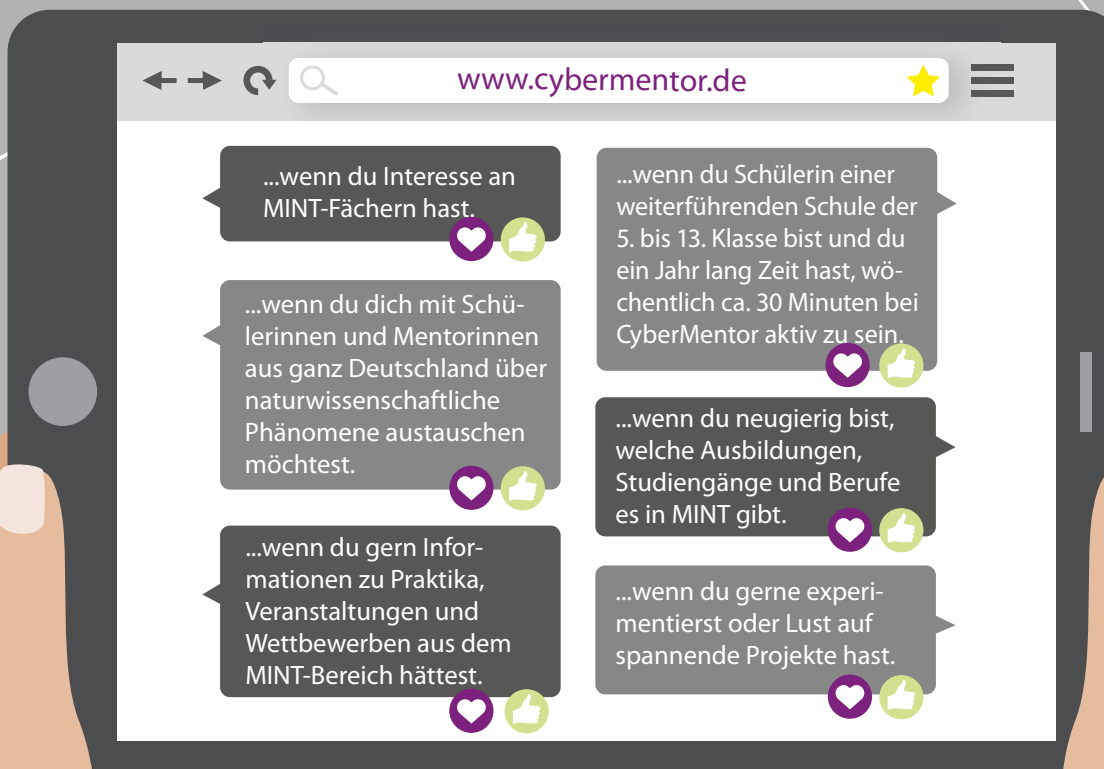 www.cybermentor.de
...wenn du Interesse an
MINT-Fächern hast.
...wenn du dich mit Schü-
lerinnen und Mentorinnen
aus ganz Deutschland über
naturwissenschaftliche
Phänomene austauschen
möchtest.
...wenn du gern Infor-
mationen zu Praktika,
Veranstaltungen und
Wettbewerben aus dem
MINT-Bereich hättest.
...wenn du Schülerin einer
weiterführenden Schule der
5. bis 13. Klasse bist und du
ein Jahr lang Zeit hast, wö-
chentlich ca. 30 Minuten bei
CyberMentor aktiv zu sein.
...wenn du neugierig bist,
welche Ausbildungen,
Studiengänge und Berufe
es in MINT gibt.
...wenn du gerne experi-
mentierst oder Lust auf
spannende Projekte hast.